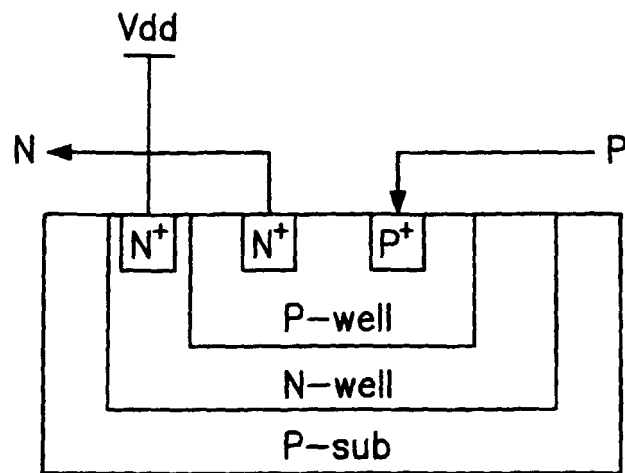 Vdd
N P
N+ N+ P+
P-well
N-well
P-sub